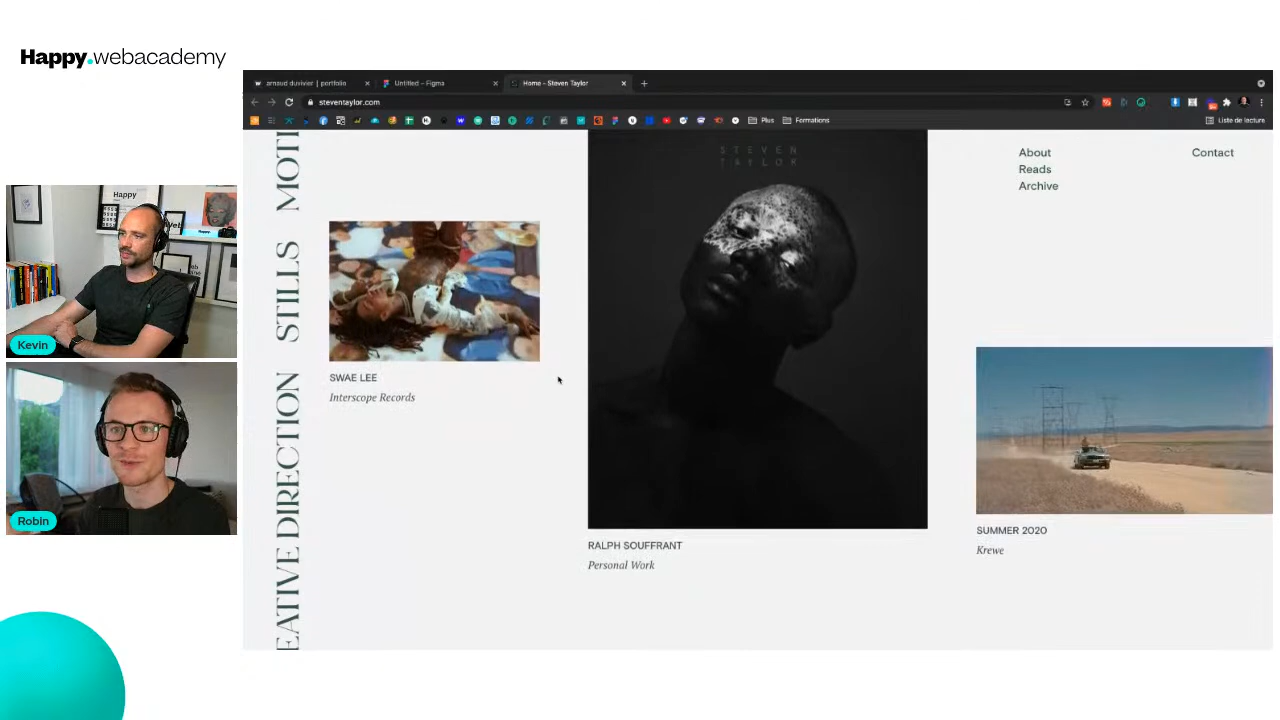 Happy.webacademy
arnaud duvivier | portfolio
Untitled – Figma
Home – Steven Taylor
steventaylor.com
Plus
Formations
Liste de lecture
STEVEN
TAYLOR
About
Reads
Archive
Contact
EATIVE DIRECTION STILLS MOTI
SWAE LEE
Interscope Records
RALPH SOUFFRANT
Personal Work
SUMMER 2020
Krewe
Happy
Kevin
Robin